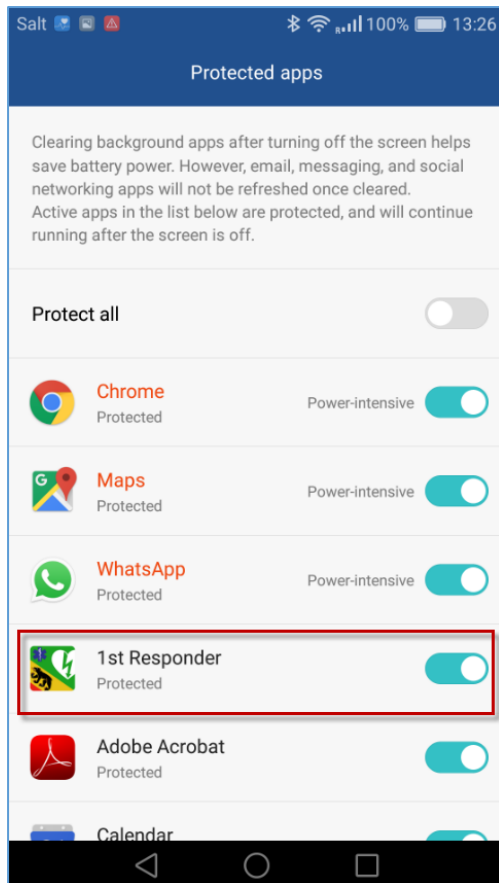 Salt 100% 13:26
Protected apps
Clearing background apps after turning off the screen helps
save battery power. However, email, messaging, and social
networking apps will not be refreshed once cleared.
Active apps in the list below are protected, and will continue
running after the screen is off.
Protect all
Chrome
Protected
Power-intensive
Maps
Protected
Power-intensive
WhatsApp
Protected
Power-intensive
1st Responder
Protected
Adobe Acrobat
Protected
Calendar